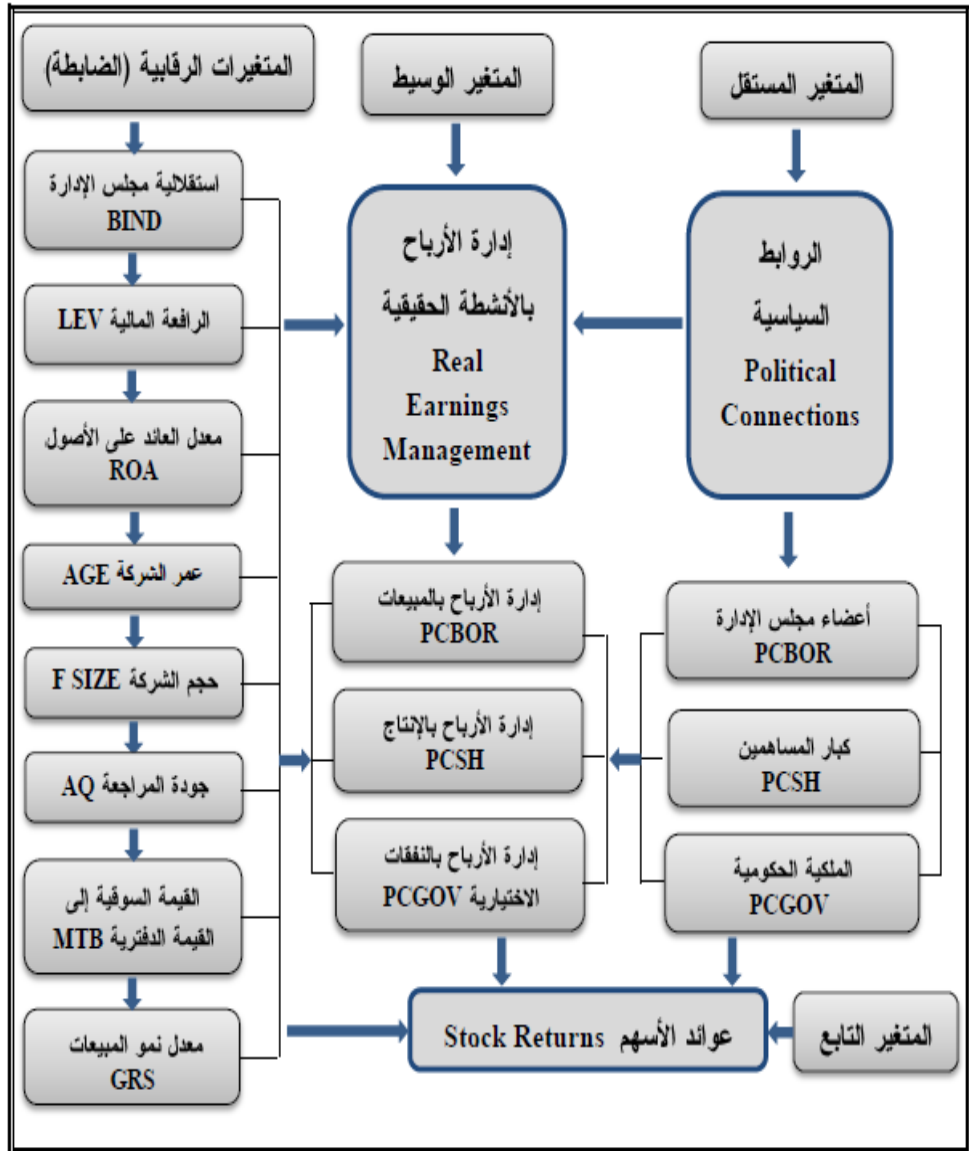 المتغير المستقل
الروابط
السياسية
Political
Connections
أعضاء مجلس الإدارة
PCBOR
كبار المساهمين
PCSH
الملكية الحكومية
PCGOV
المتغير الوسيط
إدارة الأرباح
بالأنشطة الحقيقية
Real
Earnings
Management
إدارة الأرباح بالمبيعات
PCBOR
إدارة الأرباح بالإنتاج
PCSH
إدارة الأرباح بالنفقات
الاختيارية PCGOV
المتغيرات الرقابية (الضابطة)
استقلالية مجلس الإدارة
BIND
الرافعة المالية LEV
معدل العائد على الأصول
ROA
عمر الشركة AGE
حجم الشركة F SIZE
جودة المراجعة AQ
القيمة السوقية إلى
القيمة الدفترية MTB
معدل نمو المبيعات
GRS
المتغير التابع
عوائد الأسهم Stock Returns